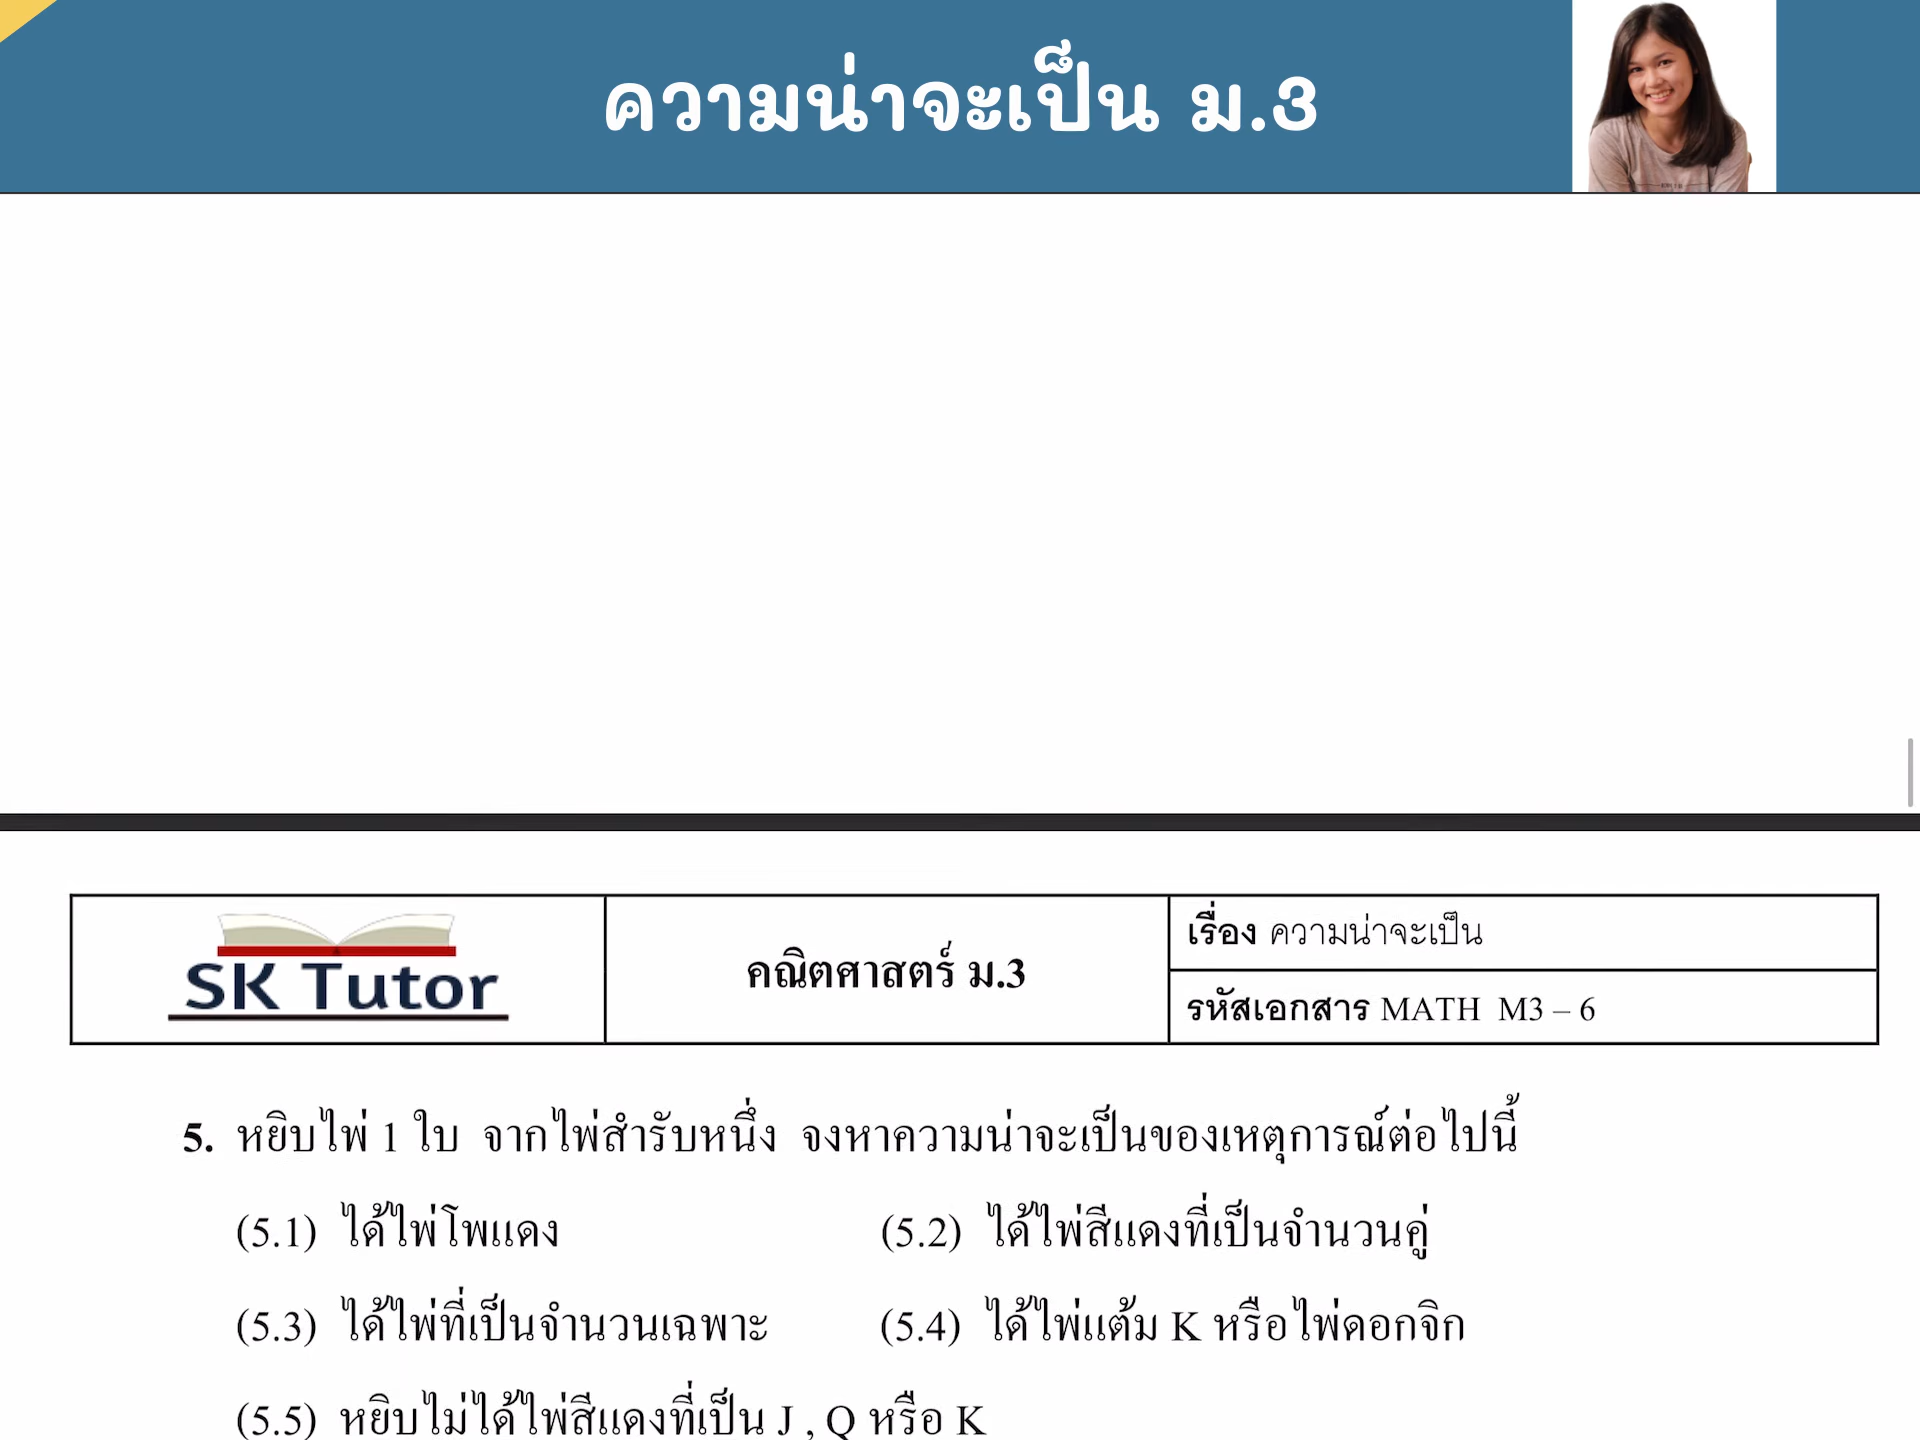 ความน่าจะเป็น ม.3
SK Tutor
คณิตศาสตร์ ม.3
เรื่อง ความน่าจะเป็น
รหัสเอกสาร MATH M3 – 6
5. หยิบไพ่ 1 ใบ จากไพ่สำรับหนึ่ง จงหาความน่าจะเป็นของเหตุการณ์ต่อไปนี้
(5.1) ได้ไพ่โพแดง (5.2) ได้ไพ่สีแดงที่เป็นจำนวนคู่
(5.3) ได้ไพ่ที่เป็นจำนวนเฉพาะ (5.4) ได้ไพ่แต้ม K หรือไพ่ดอกจิก
(5.5) หยิบไม่ได้ไพ่สีแดงที่เป็น J , Q หรือ K